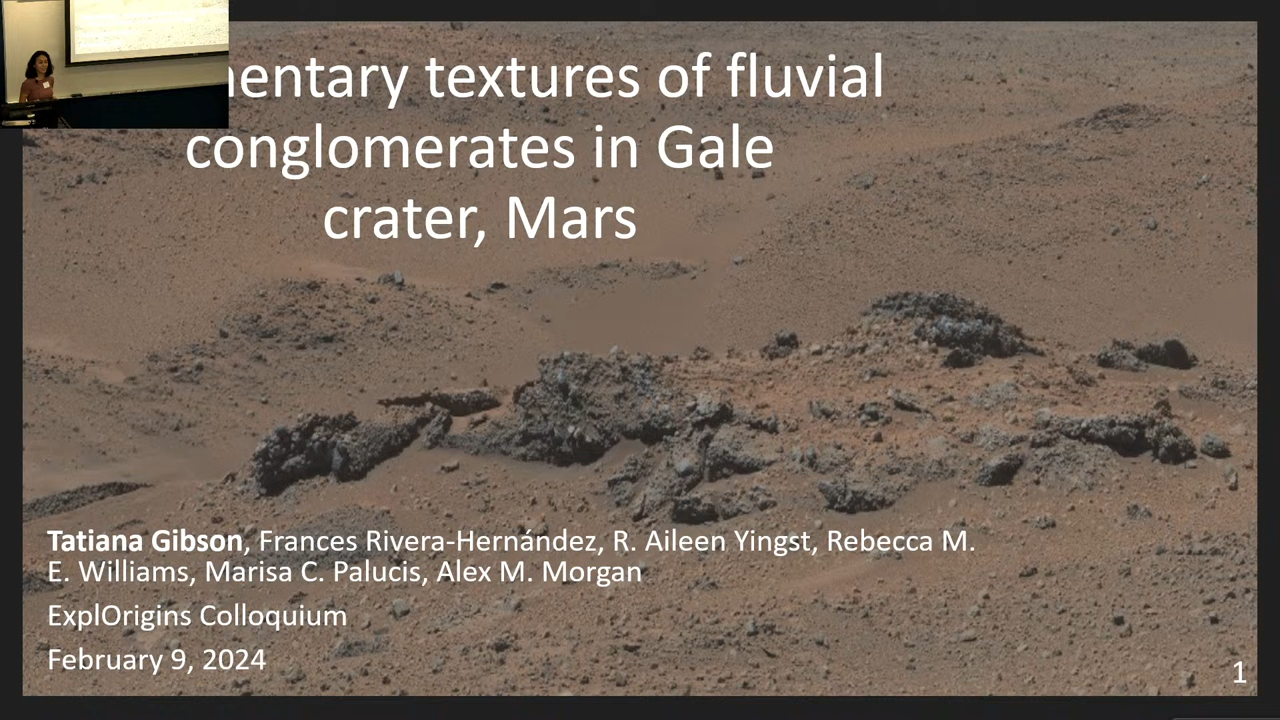 textures of fluvial
conglomerates in Gale
crater, Mars
Tatiana Gibson, Frances Rivera-Hernández, R. Aileen Yingst, Rebecca M.
E. Williams, Marisa C. Palucis, Alex M. Morgan
ExplOrigins Colloquium
February 9, 2024
1